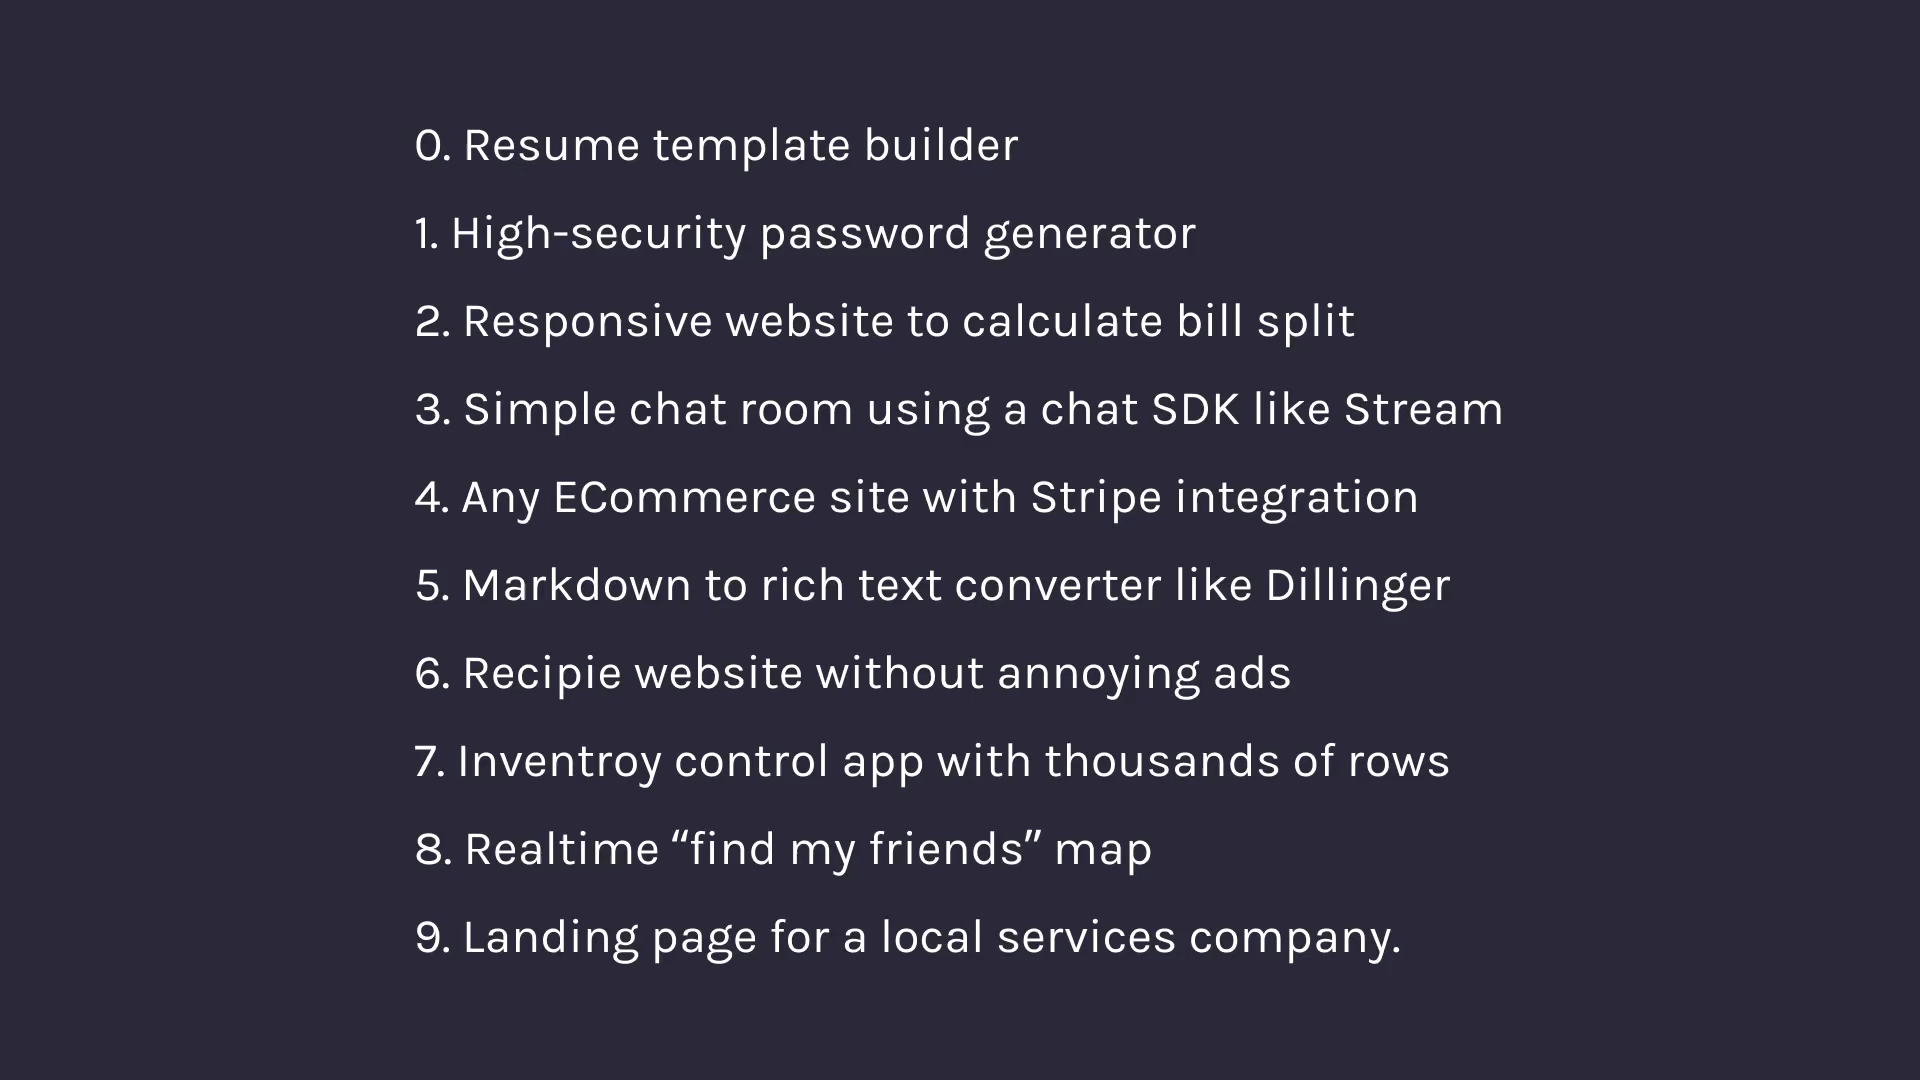 0. Resume template builder
1. High-security password generator
2. Responsive website to calculate bill split
3. Simple chat room using a chat SDK like Stream
4. Any ECommerce site with Stripe integration
5. Markdown to rich text converter like Dillinger
6. Recipie website without annoying ads
7. Inventroy control app with thousands of rows
8. Realtime “find my friends” map
9. Landing page for a local services company.